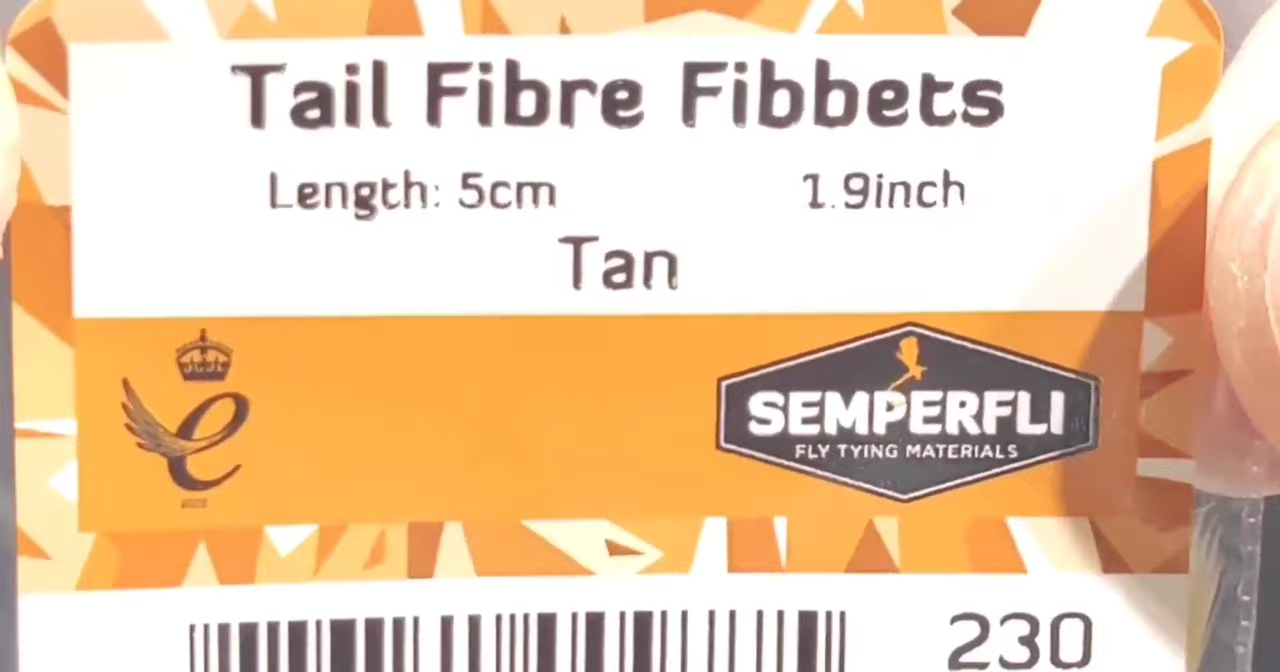 Tail Fibre Fibbets
Length: 5cm 1.9inch
Tan
SEMPERFLI
FLY TYING MATERIALS
230